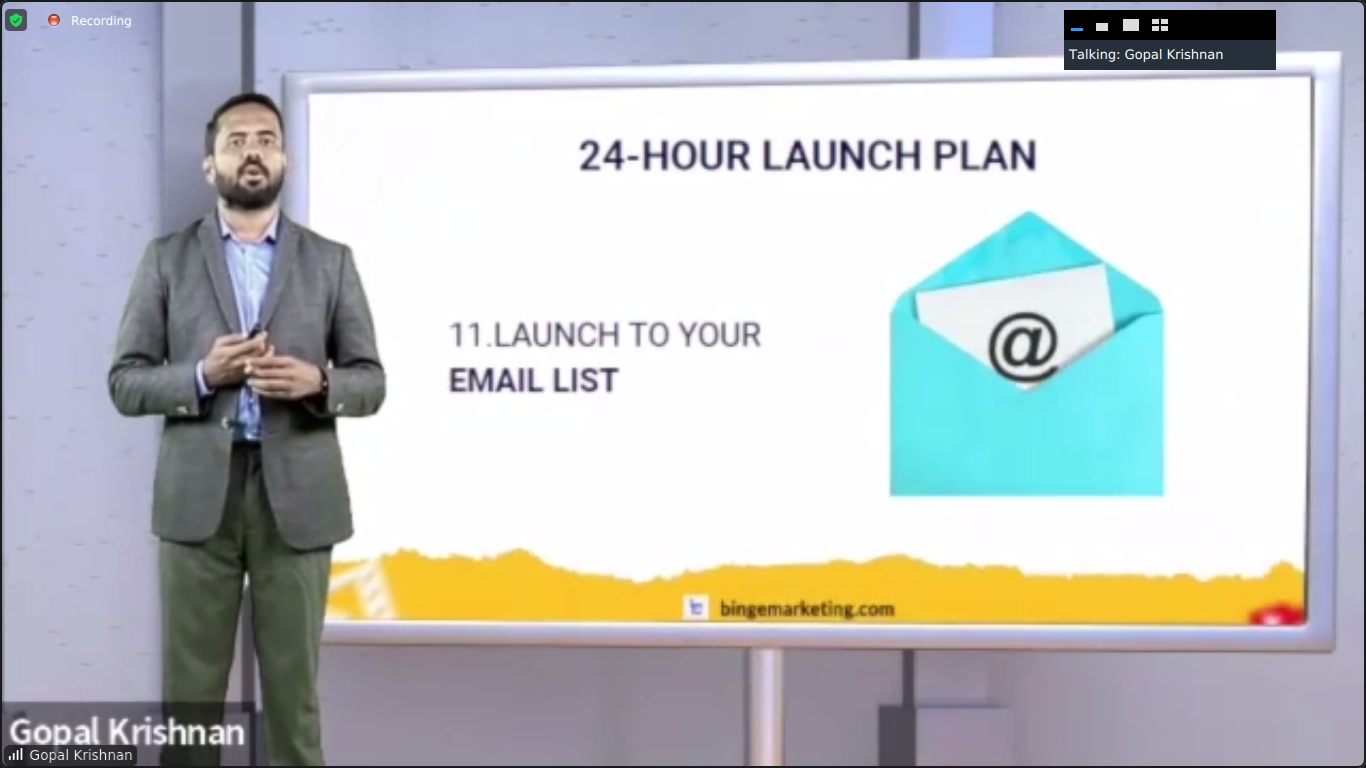 Recording
Talking: Gopal Krishnan
24-HOUR LAUNCH PLAN
11.LAUNCH TO YOUR
EMAIL LIST
@
bingemarketing.com
Gopal Krishnan
Gopal Krishnan